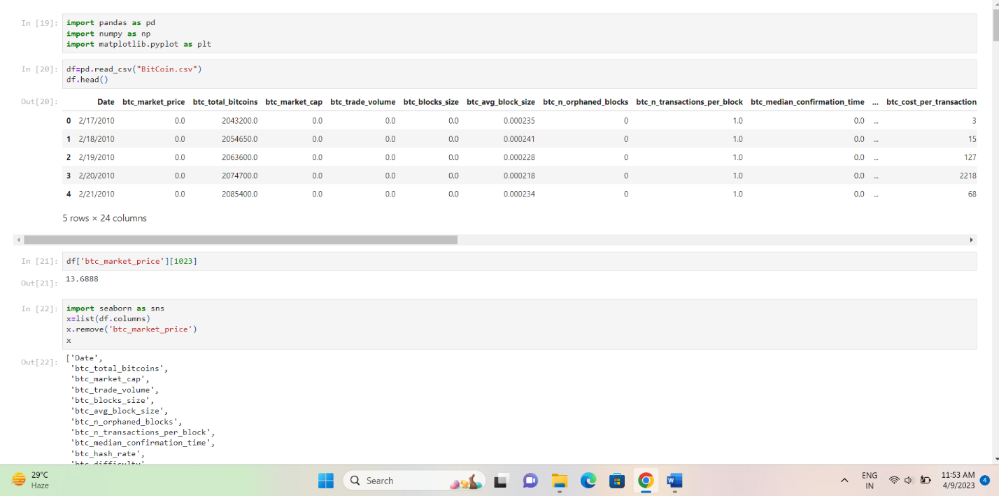 In [19]: import pandas as pd
import numpy as np
import matplotlib.pyplot as plt
In [20]: df=pd.read_csv("BitCoin.csv")
df.head()
Out[20]: Date btc_market_price btc_total_bitcoins btc_market_cap btc_trade_volume btc_blocks_size btc_avg_block_size btc_n_orphaned_blocks btc_n_transactions_per_block btc_median_confirmation_time ... btc_cost_per_transaction
0 2/17/2010 0.0 2043200.0 0.0 0.0 0.0 0.000235 0 1.0 0.0 ... 3
1 2/18/2010 0.0 2054650.0 0.0 0.0 0.0 0.000241 0 1.0 0.0 ... 15
2 2/19/2010 0.0 2063600.0 0.0 0.0 0.0 0.000228 0 1.0 0.0 ... 127
3 2/20/2010 0.0 2074700.0 0.0 0.0 0.0 0.000218 0 1.0 0.0 ... 2218
4 2/21/2010 0.0 2085400.0 0.0 0.0 0.0 0.000234 0 1.0 0.0 ... 68
5 rows × 24 columns
In [21]: df['btc_market_price'][1023]
Out[21]: 13.6888
In [22]: import seaborn as sns
x=list(df.columns)
x.remove('btc_market_price')
x
Out[22]: ['Date',
'btc_total_bitcoins',
'btc_market_cap',
'btc_trade_volume',
'btc_blocks_size',
'btc_avg_block_size',
'btc_n_orphaned_blocks',
'btc_n_transactions_per_block',
'btc_median_confirmation_time',
'btc_hash_rate',
'btc_difficulty'
29°C
Haze
Search
W
ENG
IN
11:53 AM
4/9/2023
4